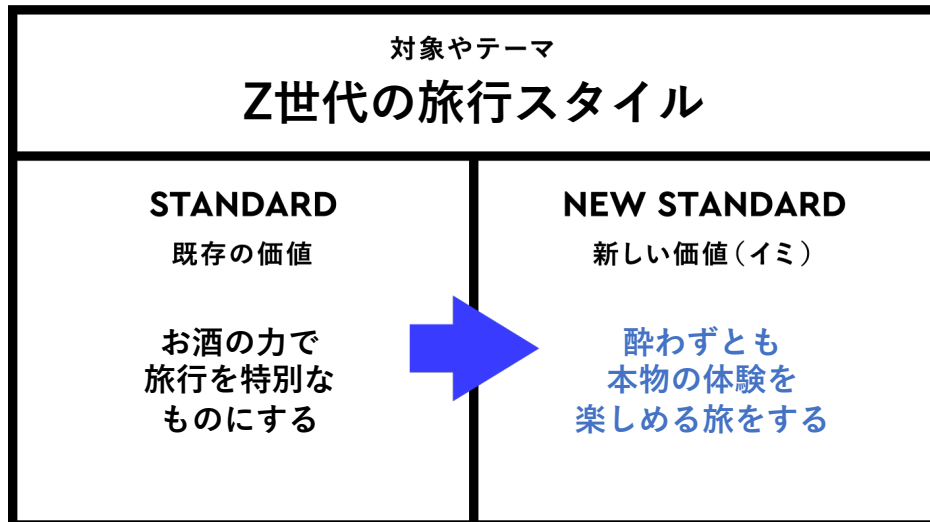 対象やテーマ
Z世代の旅行スタイル
STANDARD
既存の価値
お酒の力で
旅行を特別な
ものにする
NEW STANDARD
新しい価値(イミ)
酔わずとも
本物の体験を
楽しめる旅をする